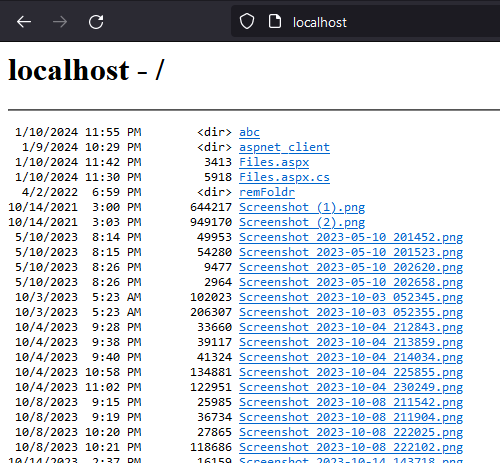 localhost
localhost - /
1/10/2024 11:55 PM <dir> abc
1/9/2024 10:29 PM <dir> aspnet_client
1/10/2024 11:42 PM 3413 Files.aspx
1/10/2024 11:30 PM 5918 Files.aspx.cs
4/2/2022 6:59 PM <dir> remFoldr
10/14/2021 3:00 PM 644217 Screenshot (1).png
10/14/2021 3:03 PM 949170 Screenshot (2).png
5/10/2023 8:14 PM 49953 Screenshot 2023-05-10 201452.png
5/10/2023 8:15 PM 54280 Screenshot 2023-05-10 201523.png
5/10/2023 8:26 PM 9477 Screenshot 2023-05-10 202620.png
5/10/2023 8:26 PM 2964 Screenshot 2023-05-10 202658.png
10/3/2023 5:23 AM 102023 Screenshot 2023-10-03 052345.png
10/3/2023 5:23 AM 206307 Screenshot 2023-10-03 052355.png
10/4/2023 9:28 PM 33660 Screenshot 2023-10-04 212843.png
10/4/2023 9:38 PM 39117 Screenshot 2023-10-04 213859.png
10/4/2023 9:40 PM 41324 Screenshot 2023-10-04 214034.png
10/4/2023 10:58 PM 134881 Screenshot 2023-10-04 225855.png
10/4/2023 11:02 PM 122951 Screenshot 2023-10-04 230249.png
10/8/2023 9:15 PM 25985 Screenshot 2023-10-08 211542.png
10/8/2023 9:19 PM 36734 Screenshot 2023-10-08 211904.png
10/8/2023 10:20 PM 27865 Screenshot 2023-10-08 222025.png
10/8/2023 10:21 PM 118686 Screenshot 2023-10-08 222102.png
10/14/2023 2:37 PM 16159 Screenshot 2023-10-14 143718.png